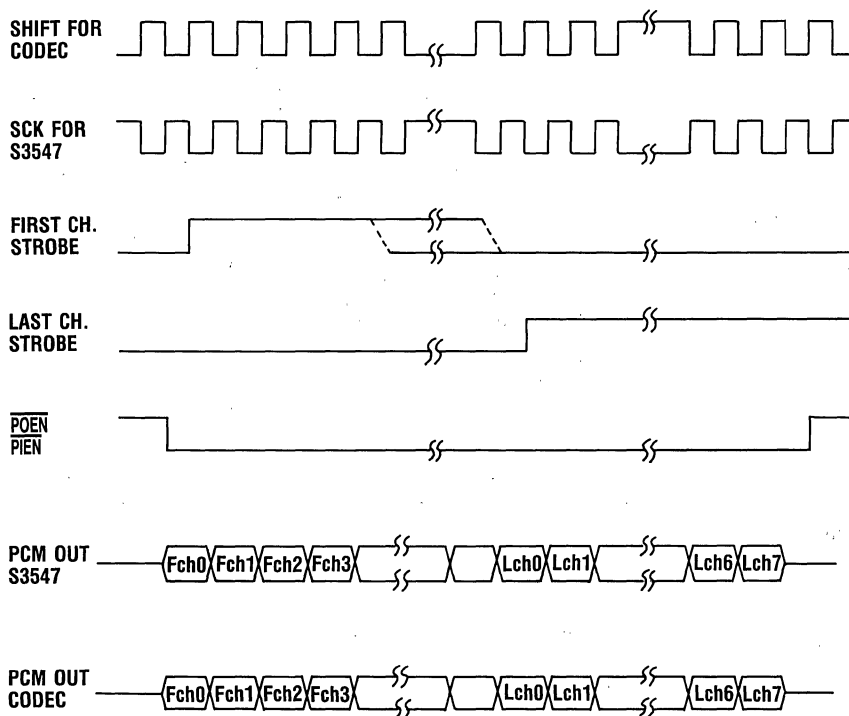 SHIFT FOR
CODEC
SCK FOR
S3547
FIRST CH.
STROBE
LAST CH.
STROBE
POEN
PIEN
PCM OUT
S3547
Fch0 Fch1 Fch2 Fch3 Lch0 Lch1 Lch6 Lch7
PCM OUT
CODEC
Fch0 Fch1 Fch2 Fch3 Lch0 Lch1 Lch6 Lch7